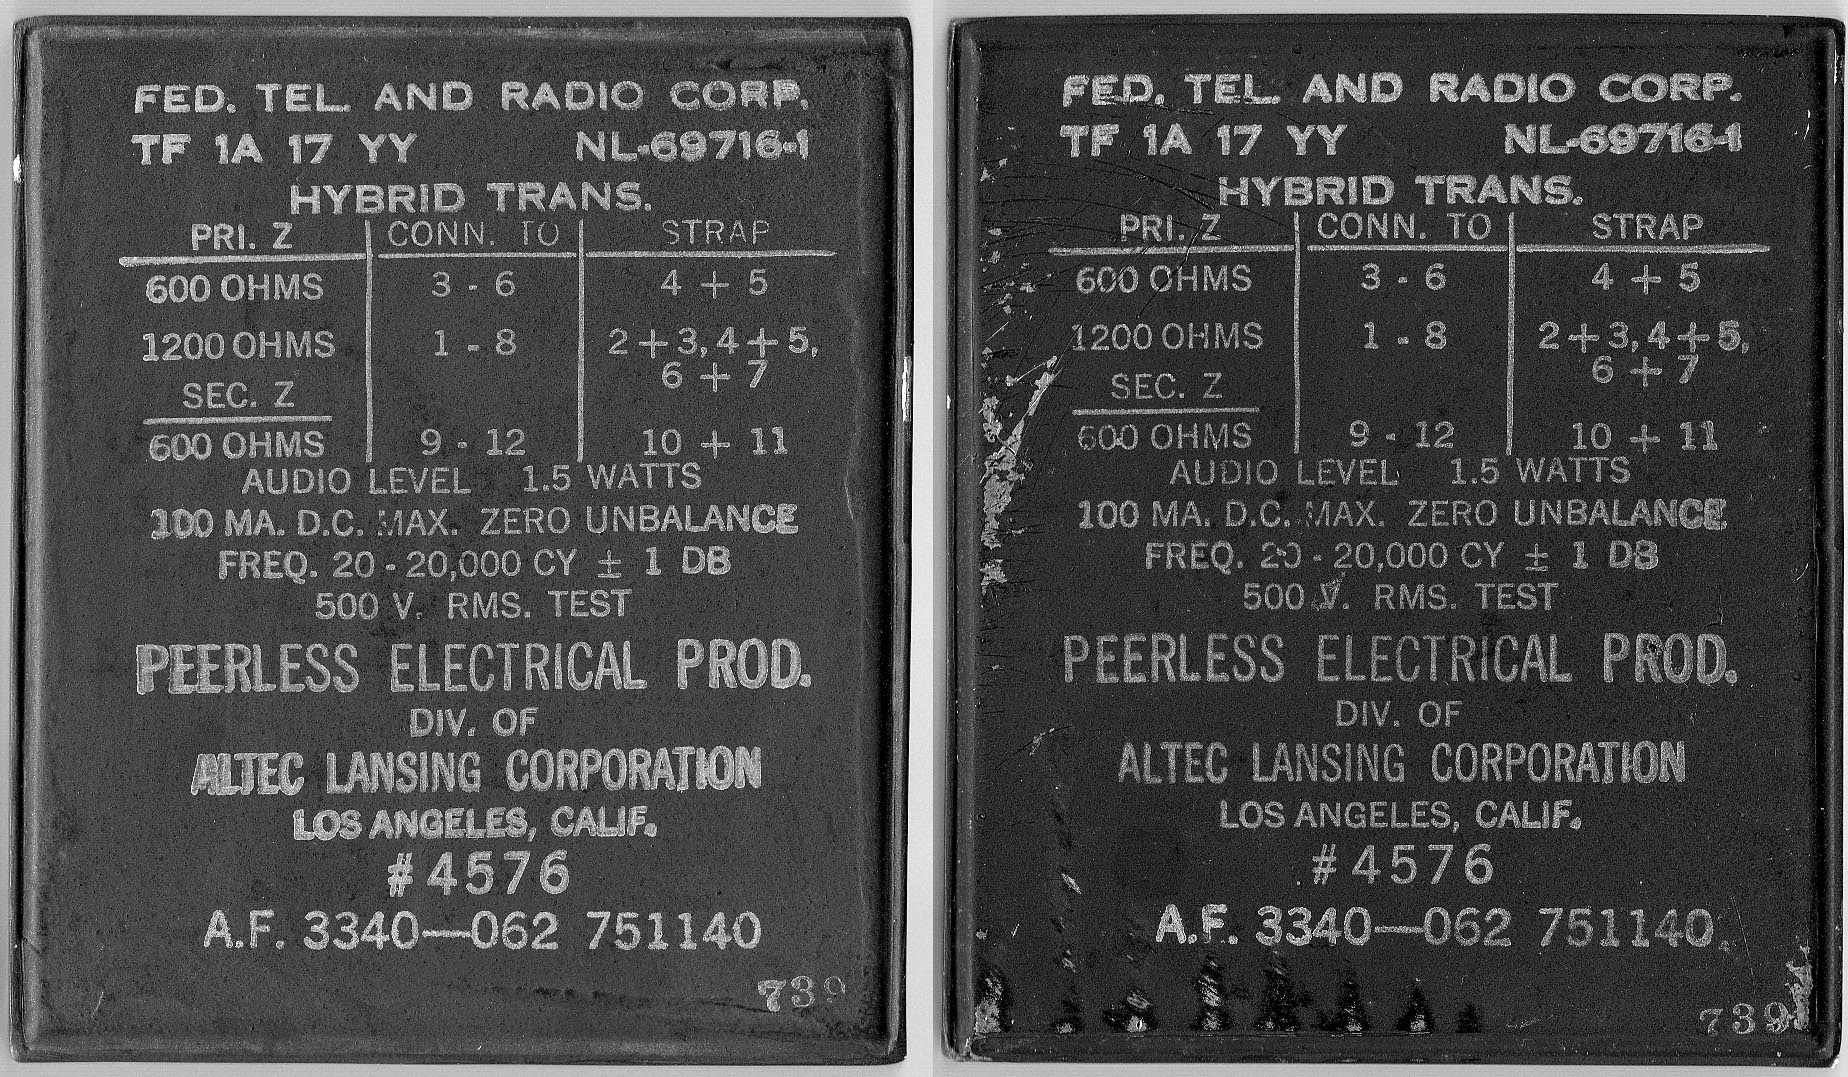 FED. TEL. AND RADIO CORP.
TF 1A 17 YY NL-69716-1
HYBRID TRANS.
PRI. Z CONN. TO STRAP
600 OHMS 3 - 6 4 + 5
1200 OHMS 1 - 8 2 + 3, 4 + 5,
6 + 7
SEC. Z
600 OHMS 9 - 12 10 + 11
AUDIO LEVEL 1.5 WATTS
100 MA. D.C. MAX. ZERO UNBALANCE
FREQ. 20 - 20,000 CY ± 1 DB
500 V. RMS. TEST
PEERLESS ELECTRICAL PROD.
DIV. OF
ALTEC LANSING CORPORATION
LOS ANGELES, CALIF.
#4576
A.F. 3340—062 751140
739
FED. TEL. AND RADIO CORP.
TF 1A 17 YY NL-69716-1
HYBRID TRANS.
PRI. Z CONN. TO STRAP
600 OHMS 3 - 6 4 + 5
1200 OHMS 1 - 8 2 + 3, 4 + 5,
6 + 7
SEC. Z
600 OHMS 9 - 12 10 + 11
AUDIO LEVEL 1.5 WATTS
100 MA. D.C. MAX. ZERO UNBALANCE
FREQ. 20 - 20,000 CY ± 1 DB
500 V. RMS. TEST
PEERLESS ELECTRICAL PROD.
DIV. OF
ALTEC LANSING CORPORATION
LOS ANGELES, CALIF.
#4576
A.F. 3340—062 751140
739